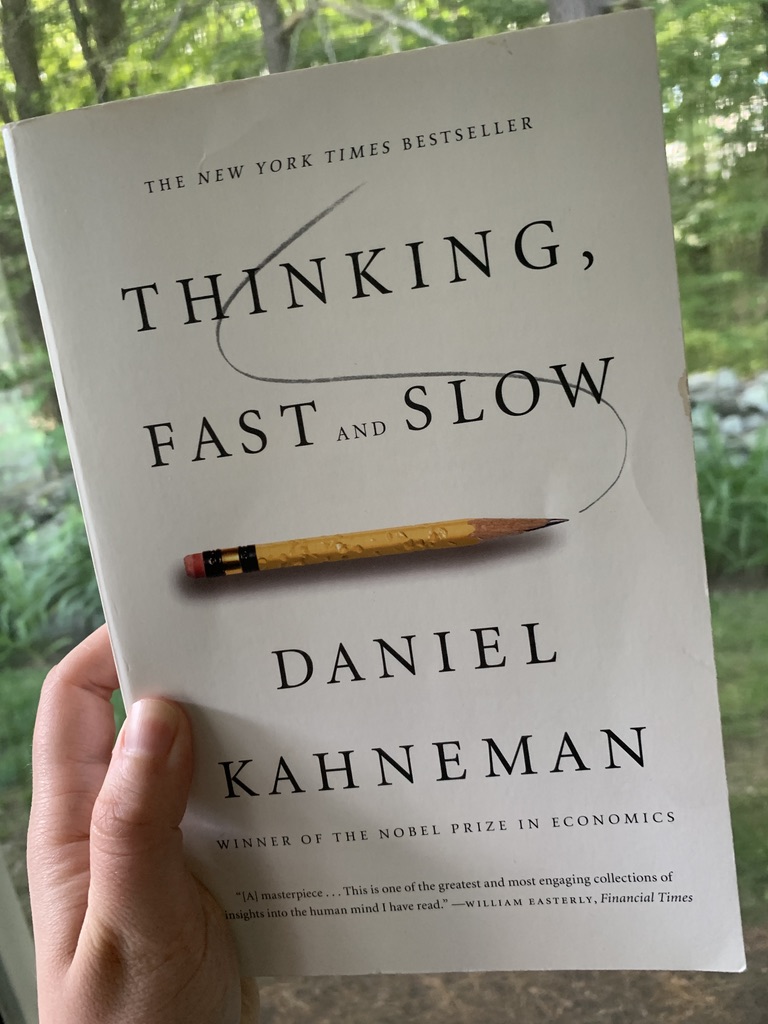 THE NEW YORK TIMES BESTSELLER
THINKING,
FAST AND SLOW
DANIEL
KAHNEMAN
WINNER OF THE NOBEL PRIZE IN ECONOMICS
“[A] masterpiece . . . This is one of the greatest and most engaging collections of
insights into the human mind I have read.” —WILLIAM EASTERLY, Financial Times